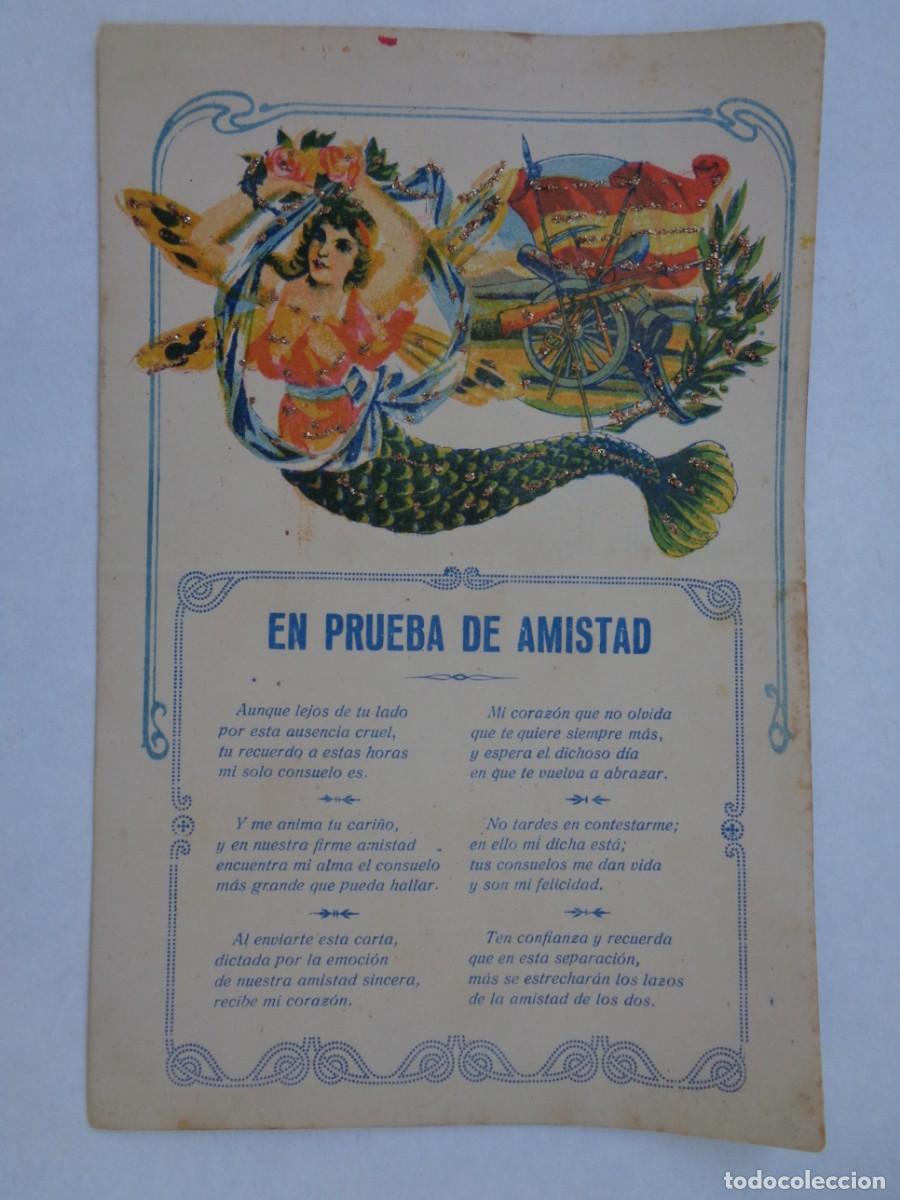 EN PRUEBA DE AMISTAD
Aunque lejos de tu lado
por esta ausencia cruel,
tu recuerdo a estas horas
mi solo consuelo es.
Y me anima tu cariño,
y en nuestra firme amistad
encuentra mi alma el consuelo
más grande que pueda hallar.
Al enviarte esta carta,
dictada por la emoción
de nuestra amistad sincera,
recibe mi corazón.
Mi corazón que no olvida
que te quiere siempre más,
y espera el dichoso día
en que te vuelva a abrazar.
No tardes en contestarme;
en ello mi dicha está;
tus consuelos me dan vida
y son mi felicidad.
Ten confianza y recuerda
que en esta separación,
más se estrecharán los lazos
de la amistad de los dos.
todocoleccion